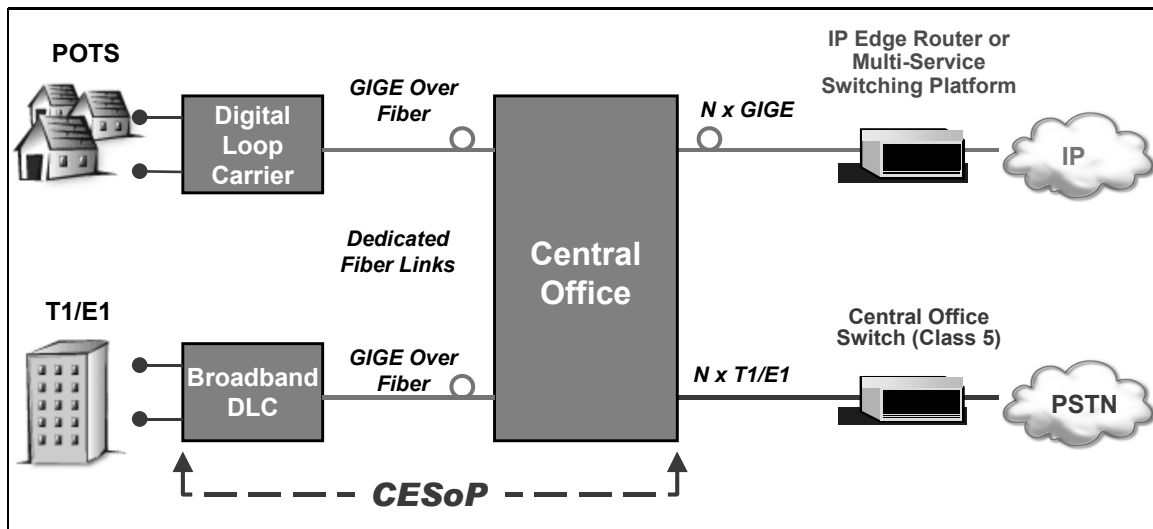 POTS
Digital
Loop
Carrier
GIGE Over
Fiber
N x GIGE
IP Edge Router or
Multi-Service
Switching Platform
IP
Dedicated
Fiber Links
Central
Office
T1/E1
Broadband
DLC
GIGE Over
Fiber
N x T1/E1
Central Office
Switch (Class 5)
PSTN
CESoP